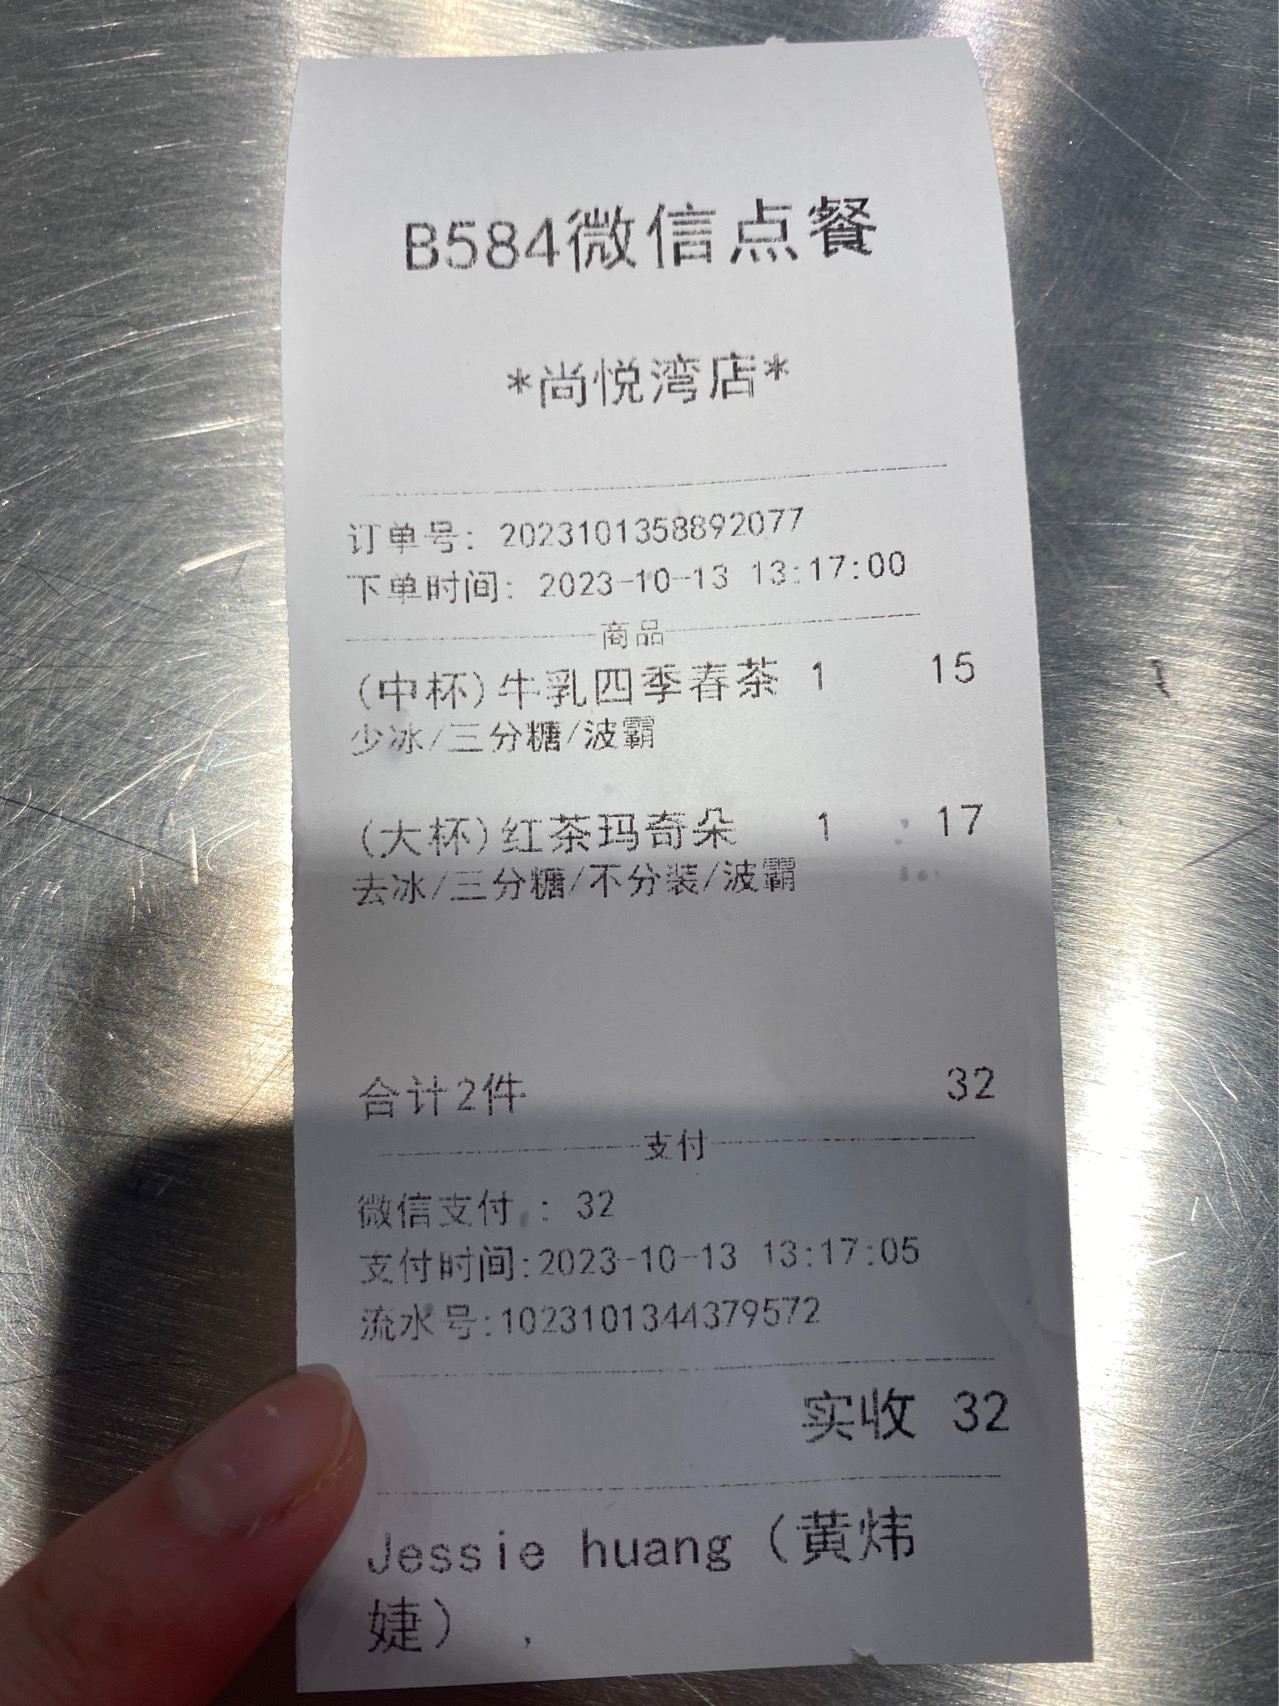 B584微信点餐
*尚悦湾店*
订单号: 2023101358892077
下单时间: 2023-10-13 13:17:00
商品
(中杯)牛乳四季春茶 1 15
少冰/三分糖/波霸
(大杯)红茶玛奇朵 1 17
去冰/三分糖/不分装/波霸
合计2件 32
支付
微信支付 : 32
支付时间:2023-10-13 13:17:05
流水号:1023101344379572
实收 32
Jessie huang (黄炜
婕) ,